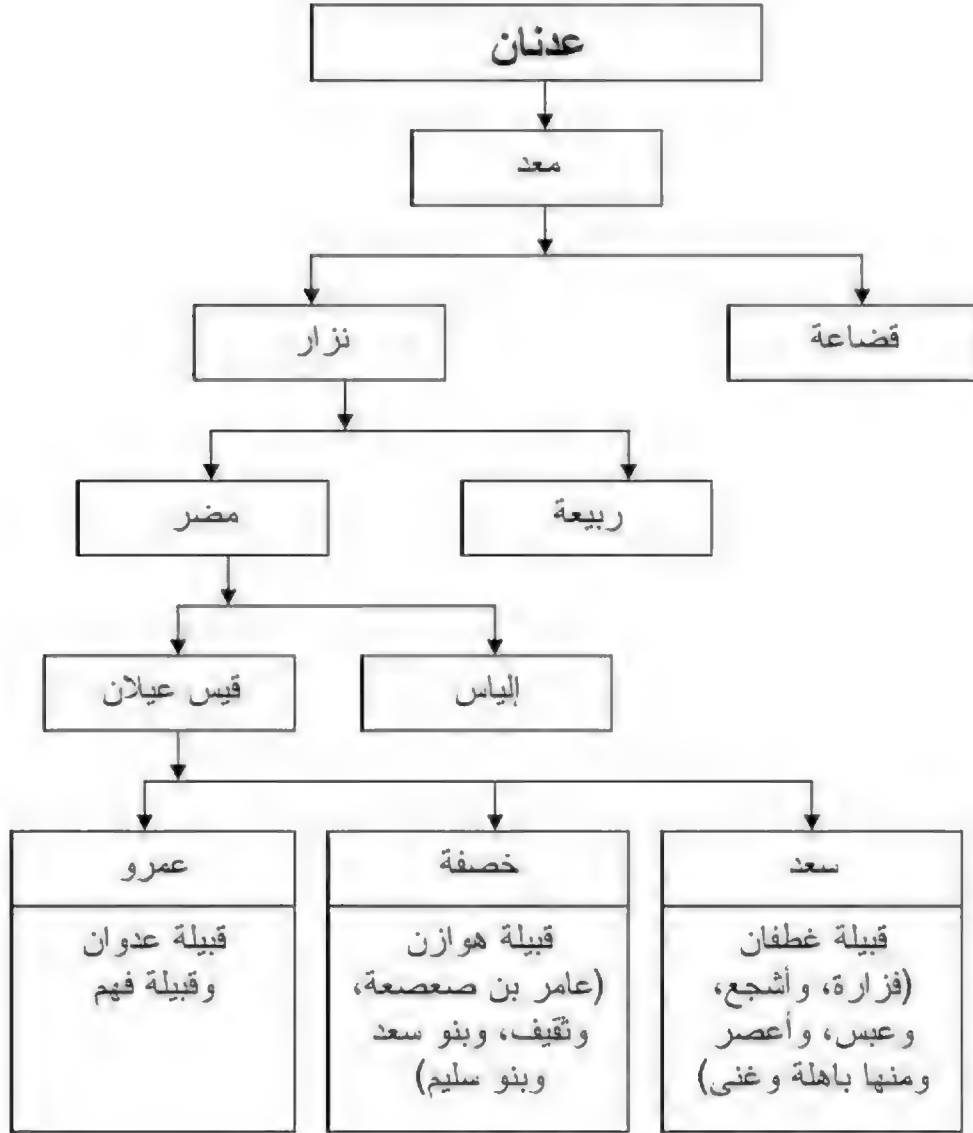 عدنان
معد
قضاعة
نزار
ربيعة
مضر
إلياس
قيس عيلان
سعد
قبيلة غطفان
(فزارة، وأشجع،
وعبس، وأعصر
ومنها باهلة وغنى)
خصفة
قبيلة هوازن
(عامر بن صعصعة،
وثقيف، وبنو سعد
وبنو سليم)
عمرو
قبيلة عدوان
وقبيلة فهم